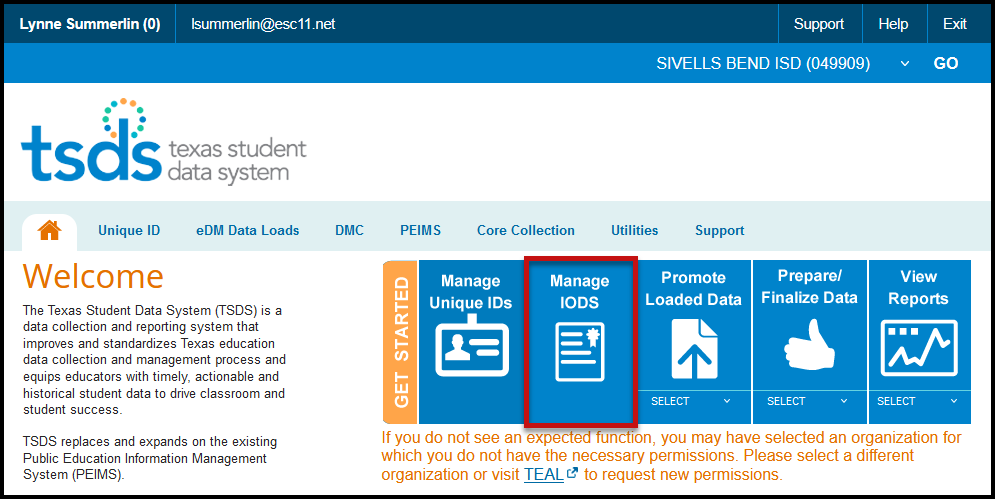 Lynne Summerlin (0)
lsummerlin@esc11.net
Support
Help
Exit
SIVELLS BEND ISD (049909)
GO
tsds
texas student
data system
Unique ID
eDM Data Loads
DMC
PEIMS
Core Collection
Utilities
Support
Welcome
The Texas Student Data System (TSDS) is a
data collection and reporting system that
improves and standardizes Texas education
data collection and management process and
equips educators with timely, actionable and
historical student data to drive classroom and
student success.
TSDS replaces and expands on the existing
Public Education Information Management
System (PEIMS).
GET STARTED
Manage
Unique IDs
Manage
IODS
Promote
Loaded Data
SELECT
Prepare/
Finalize Data
SELECT
View
Reports
SELECT
If you do not see an expected function, you may have selected an organization for
which you do not have the necessary permissions. Please select a different
organization or visit TEAL to request new permissions.